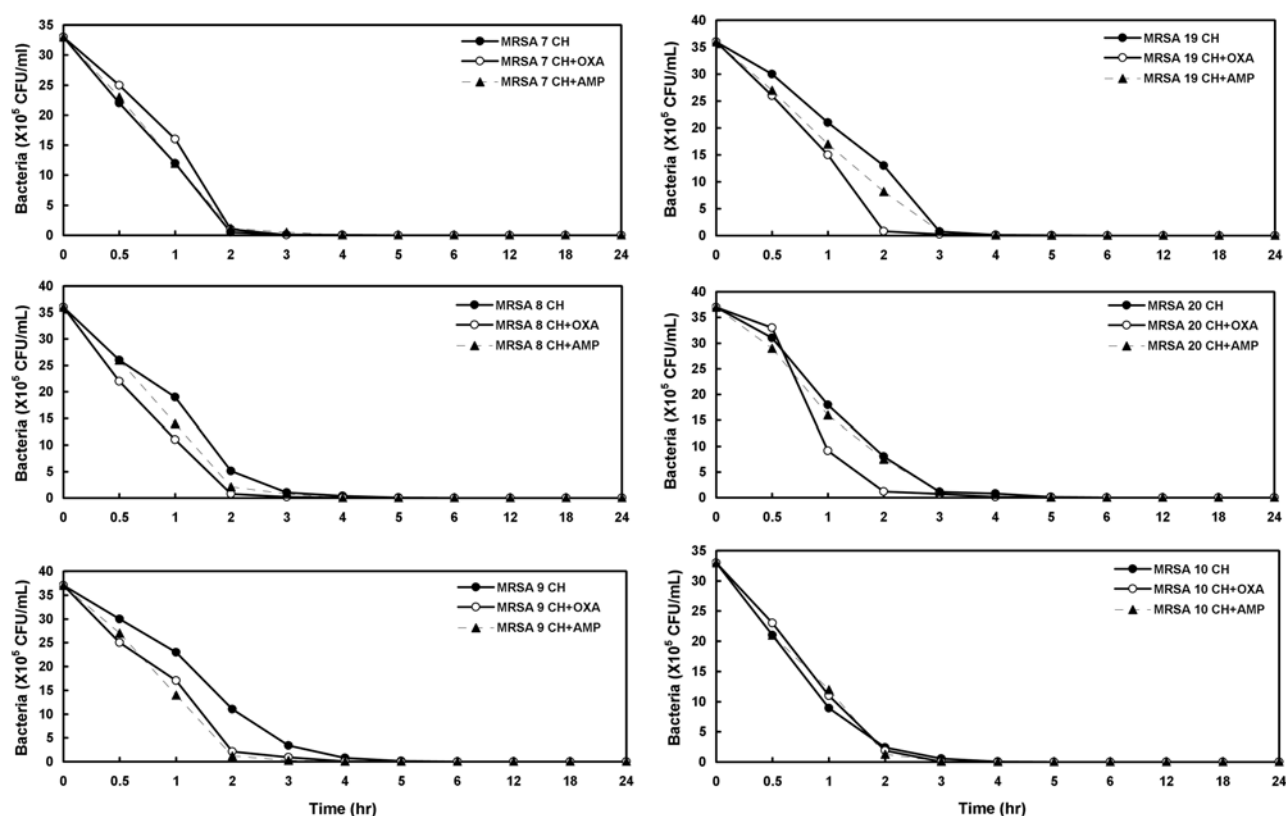 35
30
25
20
15
10
5
0
Bacteria (X10⁵ CFU/ml)
MRSA 7 CH
MRSA 7 CH+OXA
MRSA 7 CH+AMP
0 0.5 1 2 3 4 5 6 12 18 24
40
35
30
25
20
15
10
5
0
Bacteria (X10⁵ CFU/mL)
MRSA 19 CH
MRSA 19 CH+OXA
MRSA 19 CH+AMP
0 0.5 1 2 3 4 5 6 12 18 24
40
35
30
25
20
15
10
5
0
Bacteria (X10⁵ CFU/mL)
MRSA 8 CH
MRSA 8 CH+OXA
MRSA 8 CH+AMP
0 0.5 1 2 3 4 5 6 12 18 24
40
35
30
25
20
15
10
5
0
Bacteria (X10⁵ CFU/mL)
MRSA 20 CH
MRSA 20 CH+OXA
MRSA 20 CH+AMP
0 0.5 1 2 3 4 5 6 12 18 24
40
35
30
25
20
15
10
5
0
Bacteria (X10⁵ CFU/mL)
MRSA 9 CH
MRSA 9 CH+OXA
MRSA 9 CH+AMP
0 0.5 1 2 3 4 5 6 12 18 24
Time (hr)
35
30
25
20
15
10
5
0
Bacteria (X10⁵ CFU/mL)
MRSA 10 CH
MRSA 10 CH+OXA
MRSA 10 CH+AMP
0 0.5 1 2 3 4 5 6 12 18 24
Time (hr)